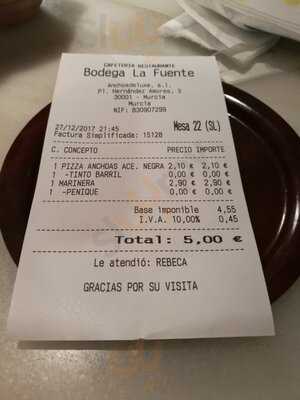 CAFETERIA RESTAURANTE
Bodega La Fuente
Anchoadeluxe, s.l.
Pl. Hernández Amores, 3
30001 - Murcia
Murcia
NIF: B30907299
27/12/2017 21:45 Mesa 22 (SL)
Factura Simplificada: 15128
C. CONCEPTO PRECIO IMPORTE
1 PIZZA ANCHOAS ACE. NEGRA 2,10 € 2,10 €
1 -TINTO BARRIL 0,00 € 0,00 €
1 MARINERA 2,90 € 2,90 €
1 -PENIQUE 0,00 € 0,00 €
Base imponible 4,55
I.V.A. 10,00% 0,45
Total: 5,00 €
Le atendió: REBECA
GRACIAS POR SU VISITA